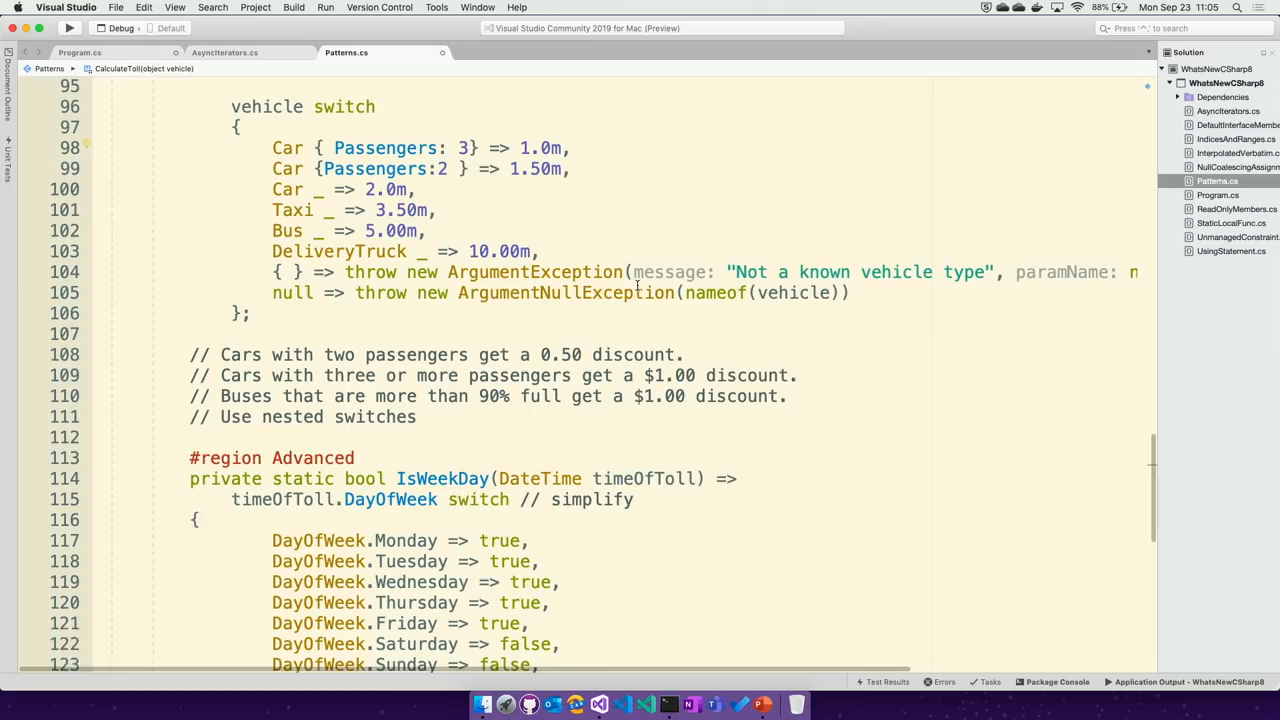 Visual Studio File Edit View Search Project Build Run Version Control Tools Window Help 88% Mon Sep 23 11:05
Debug Default Visual Studio Community 2019 for Mac (Preview) Press '⌘.' to search
Program.cs AsyncIterators.cs Patterns.cs
Patterns CalculateToll(object vehicle)
Document Outline
Unit Tests
95
96 vehicle switch
97 {
98 Car { Passengers: 3} => 1.0m,
99 Car {Passengers:2 } => 1.50m,
100 Car _ => 2.0m,
101 Taxi _ => 3.50m,
102 Bus _ => 5.00m,
103 DeliveryTruck _ => 10.00m,
104 { } => throw new ArgumentException(message: "Not a known vehicle type", paramName: n
105 null => throw new ArgumentNullException(nameof(vehicle))
106 };
107
108 // Cars with two passengers get a 0.50 discount.
109 // Cars with three or more passengers get a $1.00 discount.
110 // Buses that are more than 90% full get a $1.00 discount.
111 // Use nested switches
112
113 #region Advanced
114 private static bool IsWeekDay(DateTime timeOfToll) =>
115 timeOfToll.DayOfWeek switch // simplify
116 {
117 DayOfWeek.Monday => true,
118 DayOfWeek.Tuesday => true,
119 DayOfWeek.Wednesday => true,
120 DayOfWeek.Thursday => true,
121 DayOfWeek.Friday => true,
122 DayOfWeek.Saturday => false,
123 DayOfWeek.Sunday => false,
Solution
WhatsNewCSharp8
WhatsNewCSharp8
Dependencies
AsyncIterators.cs
DefaultInterfaceMembe
IndicesAndRanges.cs
InterpolatedVerbatim.c
NullCoalescingAssignm
Patterns.cs
Program.cs
ReadOnlyMembers.cs
StaticLocalFunc.cs
UnmanagedConstraint.
UsingStatement.cs
Test Results Errors Tasks Package Console Application Output - WhatsNewCSharp8